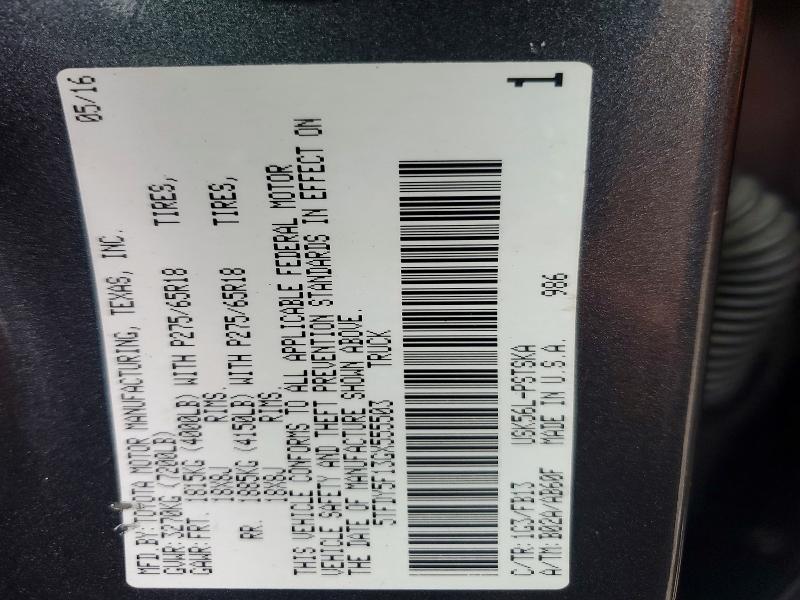 05/16
MFD. BY: TOYOTA MOTOR MANUFACTURING, TEXAS, INC.
GVWR: 3270KG (7200LB)
GAWR: FRT. 1815KG (4000LB) WITH P275/65R18 TIRES,
18X8J RIMS,
RR. 1885KG (4150LB) WITH P275/65R18 TIRES,
18X8J RIMS.
THIS VEHICLE CONFORMS TO ALL APPLICABLE FEDERAL MOTOR
VEHICLE SAFETY AND THEFT PREVENTION STANDARDS IN EFFECT ON
THE DATE OF MANUFACTURE SHOWN ABOVE.
TRUCK
1
C/TR: 1G3/FB13 USK56L-PSTSKA
A/TM: B02A/AB60F MADE IN U.S.A. 986